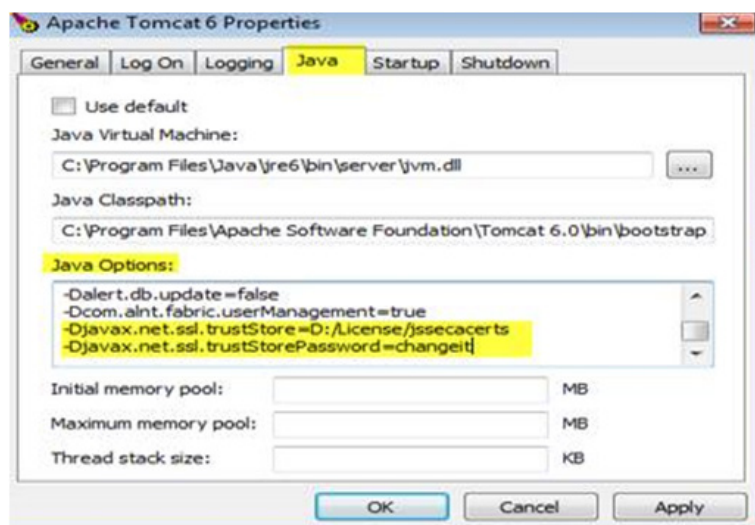 Apache Tomcat 6 Properties
General Log On Logging Java Startup Shutdown
Use default
Java Virtual Machine:
C:\Program Files\Java\jre6\bin\server\jvm.dll ...
Java Classpath:
C:\Program Files\Apache Software Foundation\Tomcat 6.0\bin\bootstrap
Java Options:
-Dalert.db.update=false
-Dcom.alnt.fabric.userManagement=true
-Djavax.net.ssl.trustStore=D:/License/jssecacerts
-Djavax.net.ssl.trustStorePassword=changeit
Initial memory pool: MB
Maximum memory pool: MB
Thread stack size: KB
OK Cancel Apply